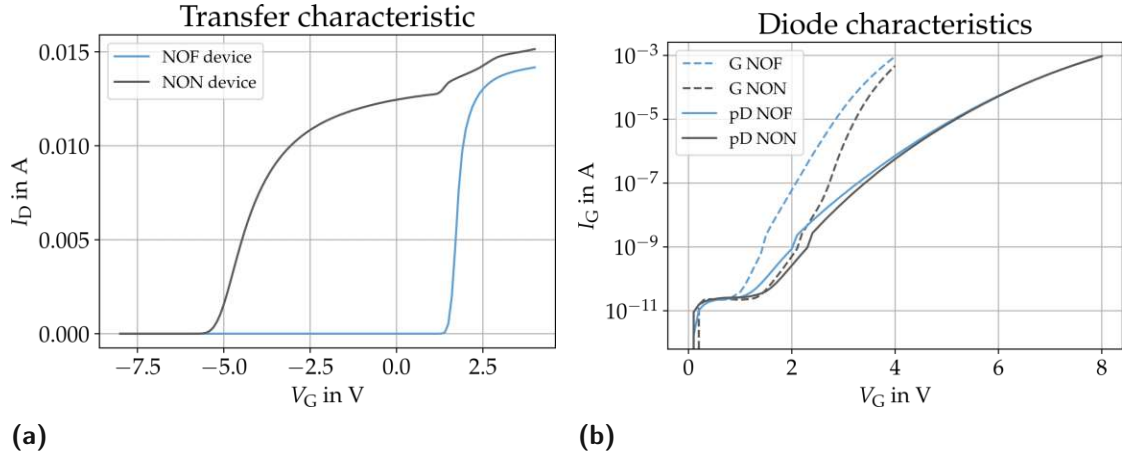 Transfer characteristic
NOF device
NON device
0.015
0.010
0.005
0.000
I_D in A
−7.5 −5.0 −2.5 0.0 2.5
V_G in V
(a)
Diode characteristics
G NOF
G NON
pD NOF
pD NON
10⁻³
10⁻⁵
10⁻⁷
10⁻⁹
10⁻¹¹
I_G in A
0 2 4 6 8
V_G in V
(b)